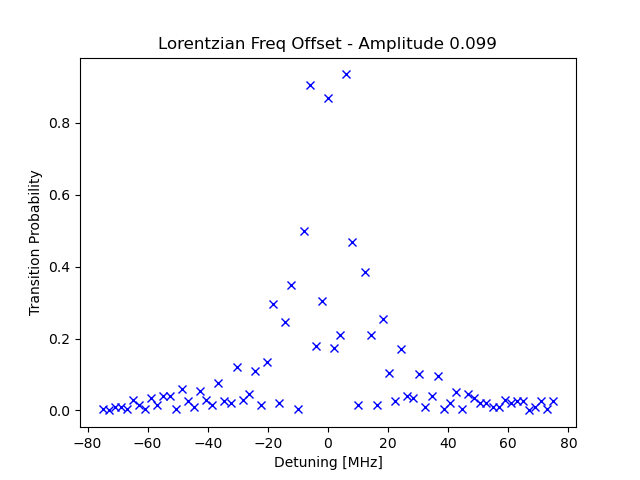 Lorentzian Freq Offset - Amplitude 0.099
Transition Probability
0.8
0.6
0.4
0.2
0.0
−80 −60 −40 −20 0 20 40 60 80
Detuning [MHz]